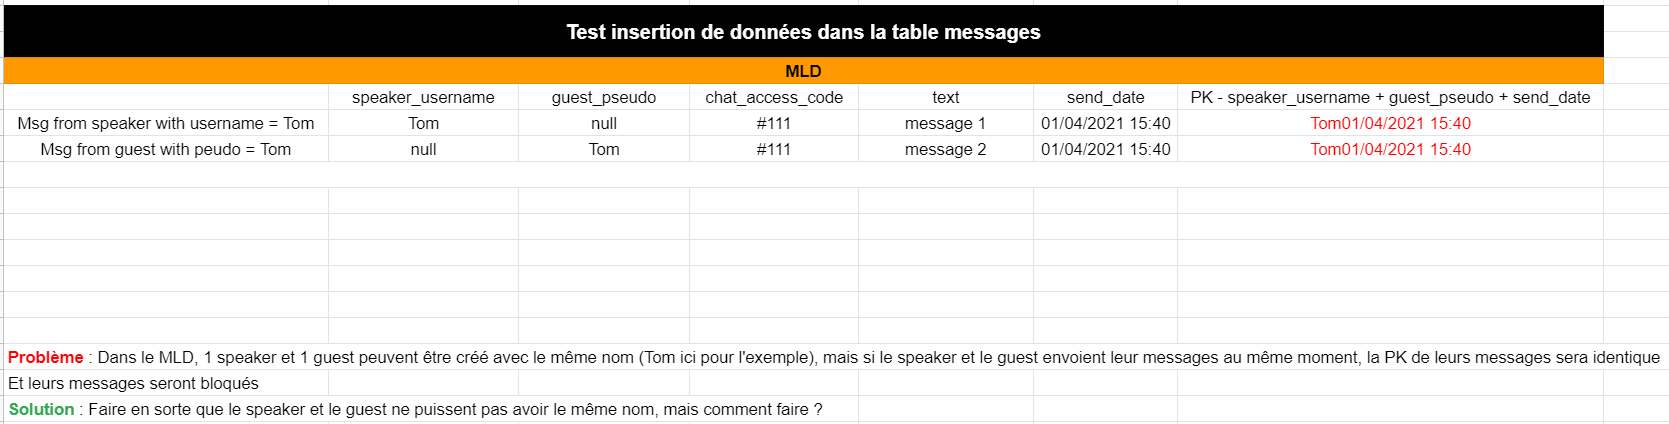 Test insertion de données dans la table messages
MLD
speaker_username guest_pseudo chat_access_code text send_date PK - speaker_username + guest_pseudo + send_date
Msg from speaker with username = Tom Tom null #111 message 1 01/04/2021 15:40 Tom01/04/2021 15:40
Msg from guest with peudo = Tom null Tom #111 message 2 01/04/2021 15:40 Tom01/04/2021 15:40
Problème : Dans le MLD, 1 speaker et 1 guest peuvent être créé avec le même nom (Tom ici pour l'exemple), mais si le speaker et le guest envoient leur messages au même moment, la PK de leurs messages sera identique
Et leurs messages seront bloqués
Solution : Faire en sorte que le speaker et le guest ne puissent pas avoir le même nom, mais comment faire ?